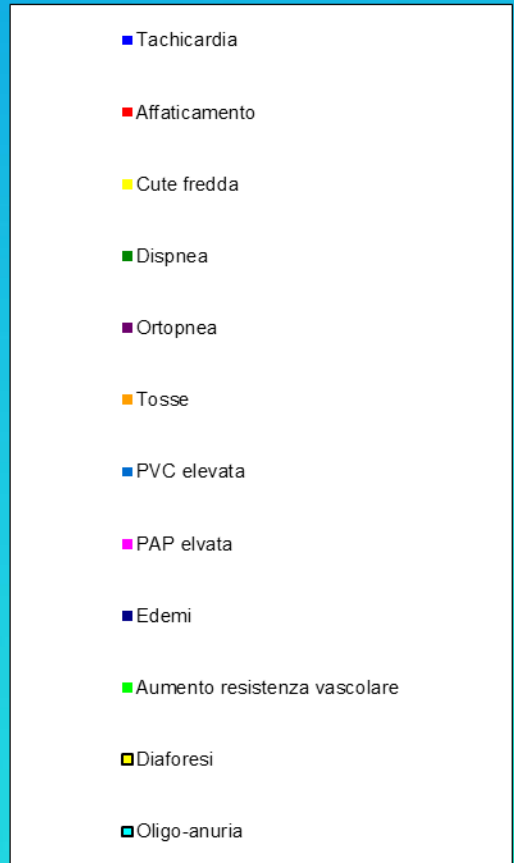 Tachicardia
Affaticamento
Cute fredda
Dispnea
Ortopnea
Tosse
PVC elevata
PAP elvata
Edemi
Aumento resistenza vascolare
Diaforesi
Oligo-anuria